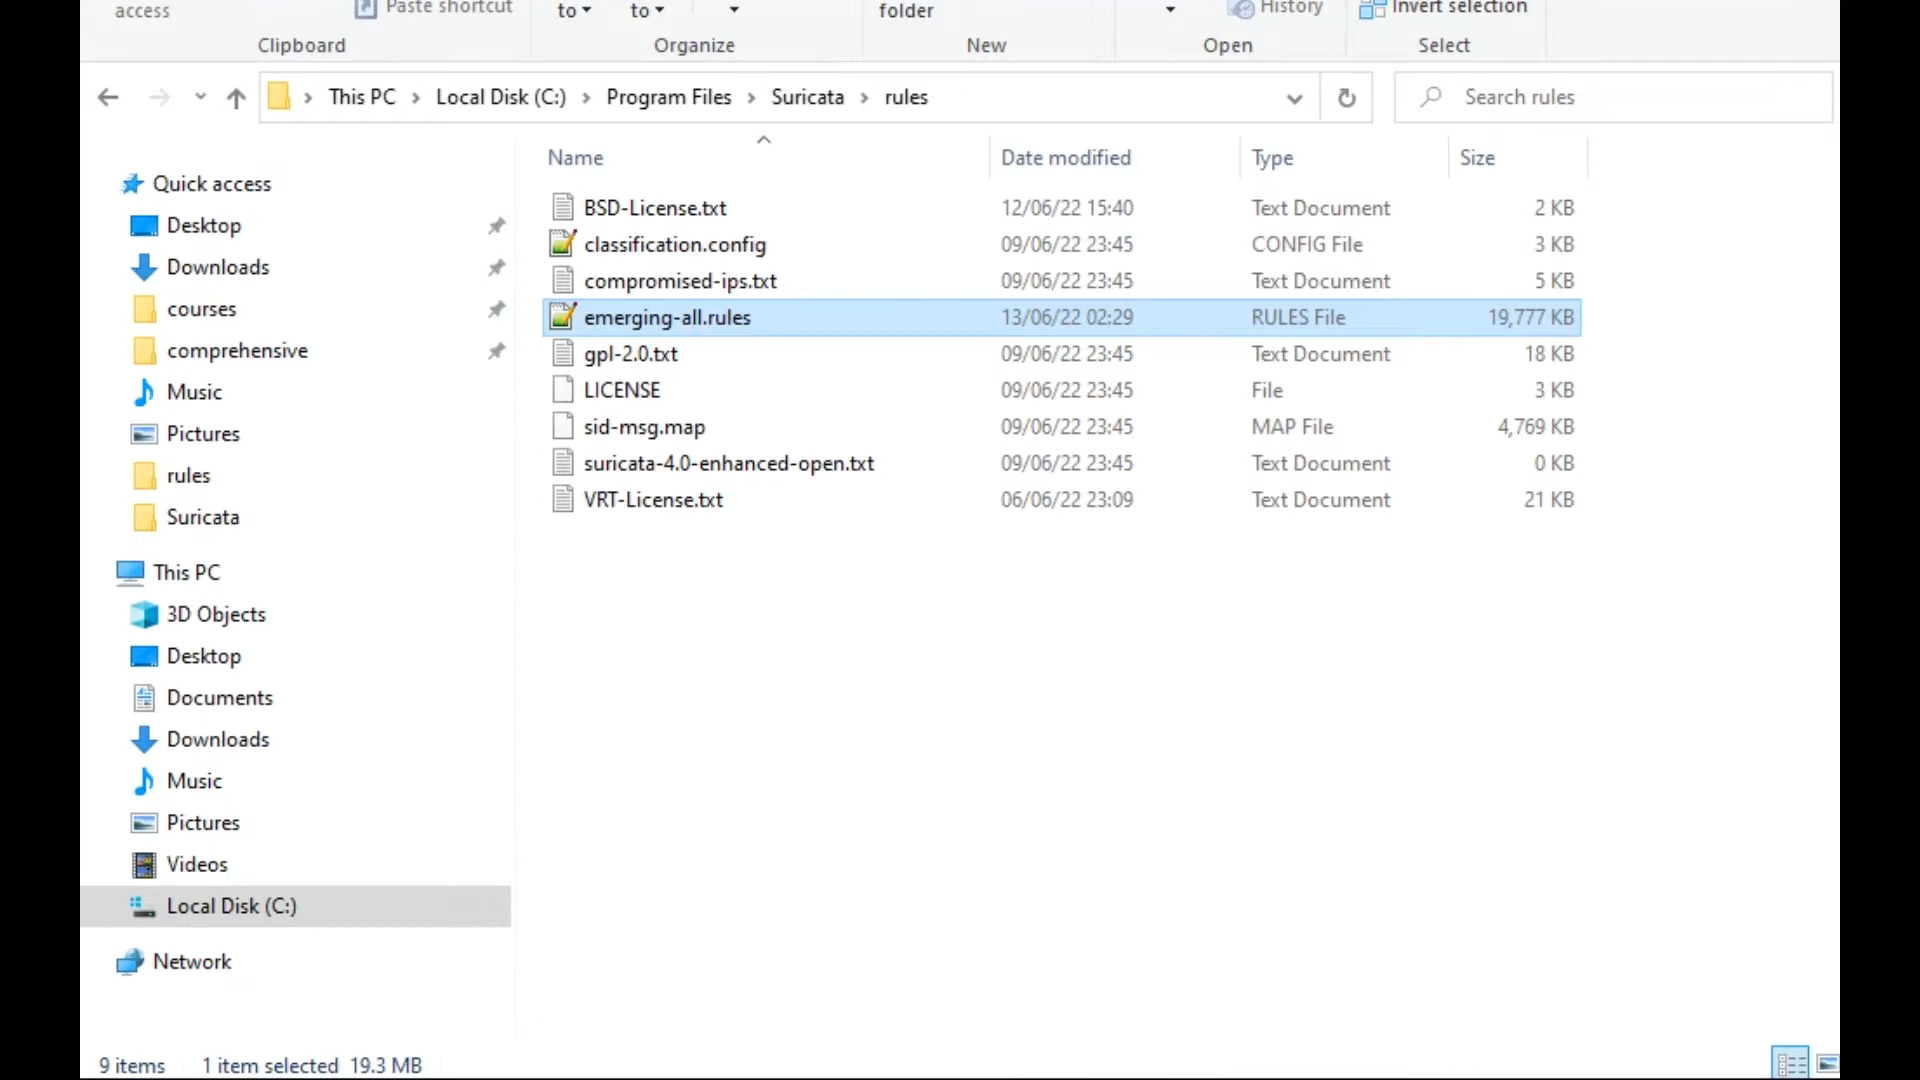 access
Paste shortcut
to
to
folder
History
Invert selection
Clipboard
Organize
New
Open
Select
This PC
Local Disk (C:)
Program Files
Suricata
rules
Search rules
Name
Date modified
Type
Size
Quick access
Desktop
Downloads
courses
comprehensive
Music
Pictures
rules
Suricata
This PC
3D Objects
Desktop
Documents
Downloads
Music
Pictures
Videos
Local Disk (C:)
Network
BSD-License.txt 12/06/22 15:40 Text Document 2 KB
classification.config 09/06/22 23:45 CONFIG File 3 KB
compromised-ips.txt 09/06/22 23:45 Text Document 5 KB
emerging-all.rules 13/06/22 02:29 RULES File 19,777 KB
gpl-2.0.txt 09/06/22 23:45 Text Document 18 KB
LICENSE 09/06/22 23:45 File 3 KB
sid-msg.map 09/06/22 23:45 MAP File 4,769 KB
suricata-4.0-enhanced-open.txt 09/06/22 23:45 Text Document 0 KB
VRT-License.txt 06/06/22 23:09 Text Document 21 KB
9 items 1 item selected 19.3 MB